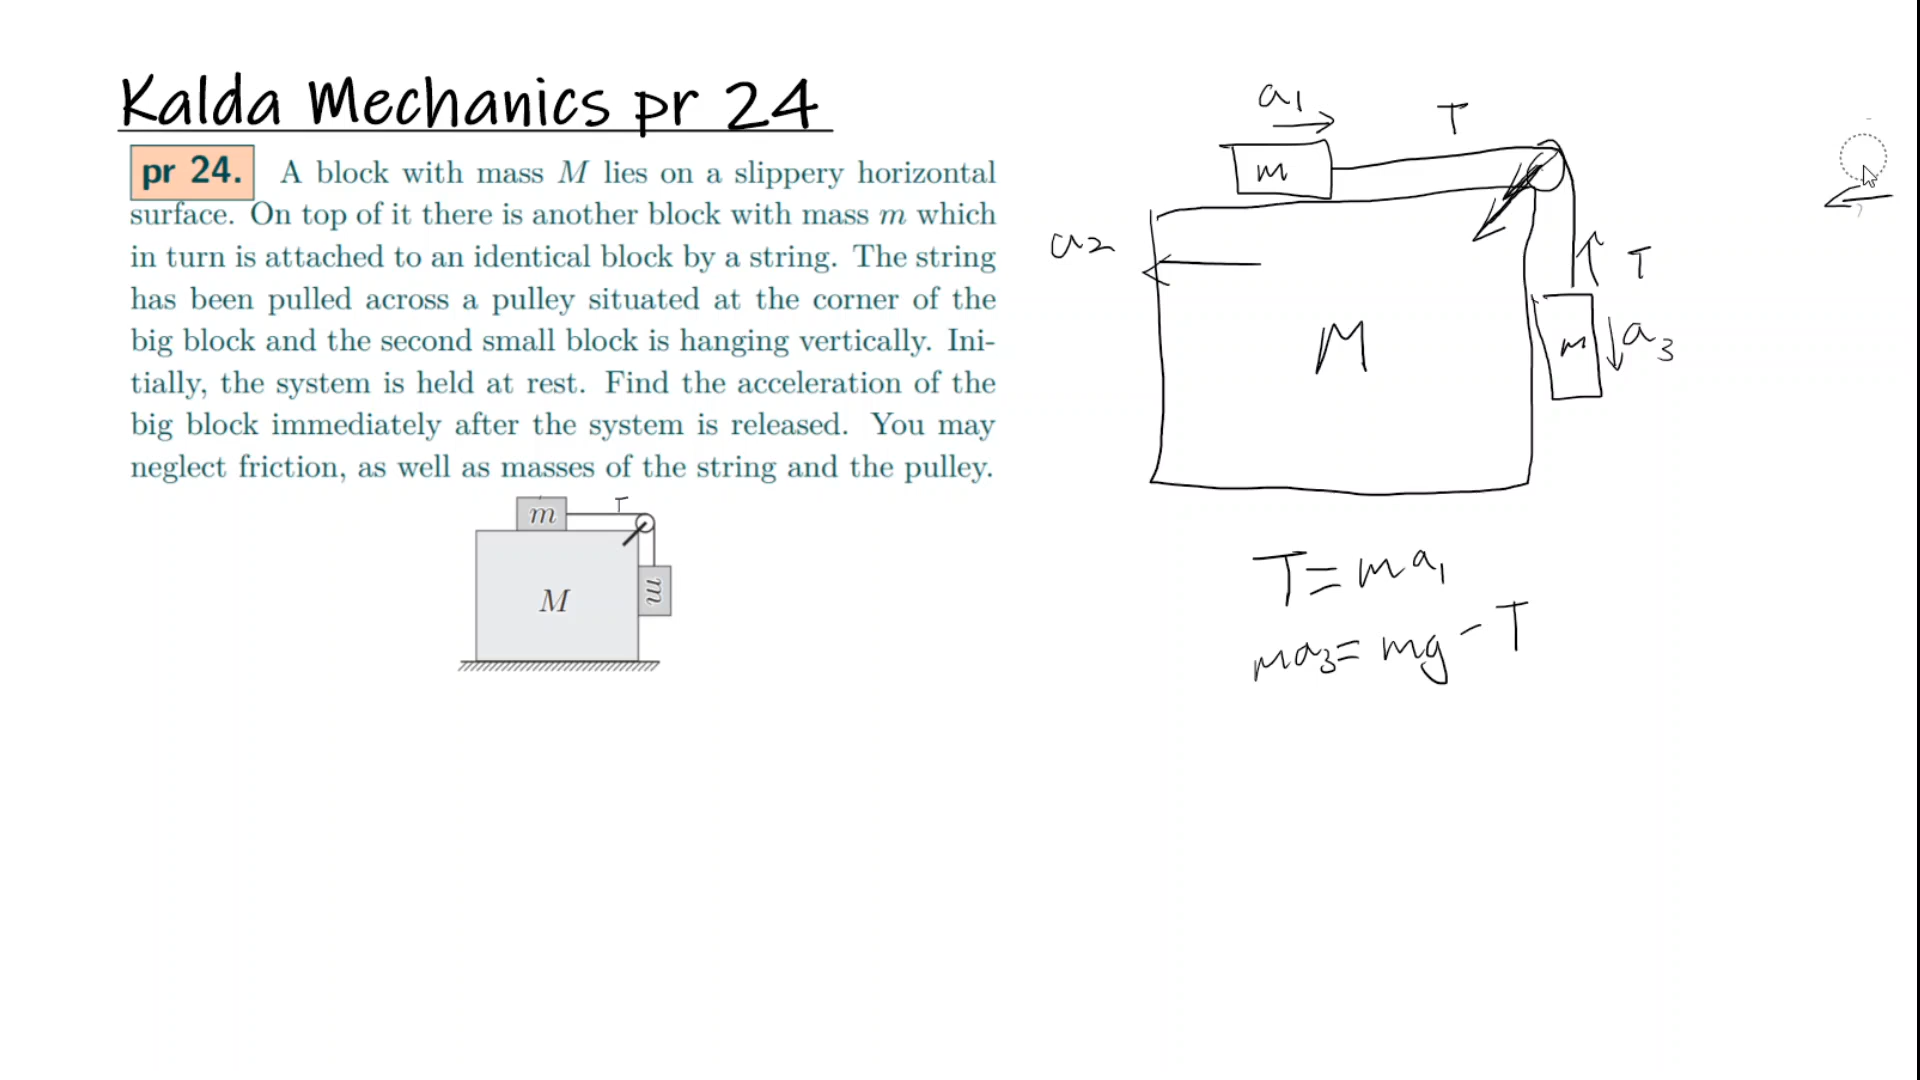 Kalda Mechanics pr 24
pr 24. A block with mass M lies on a slippery horizontal
surface. On top of it there is another block with mass m which
in turn is attached to an identical block by a string. The string
has been pulled across a pulley situated at the corner of the
big block and the second small block is hanging vertically. Ini-
tially, the system is held at rest. Find the acceleration of the
big block immediately after the system is released. You may
neglect friction, as well as masses of the string and the pulley.
m T
M m
a1 T
m
a2
T
M m a3
T=ma1
ma3=mg-T